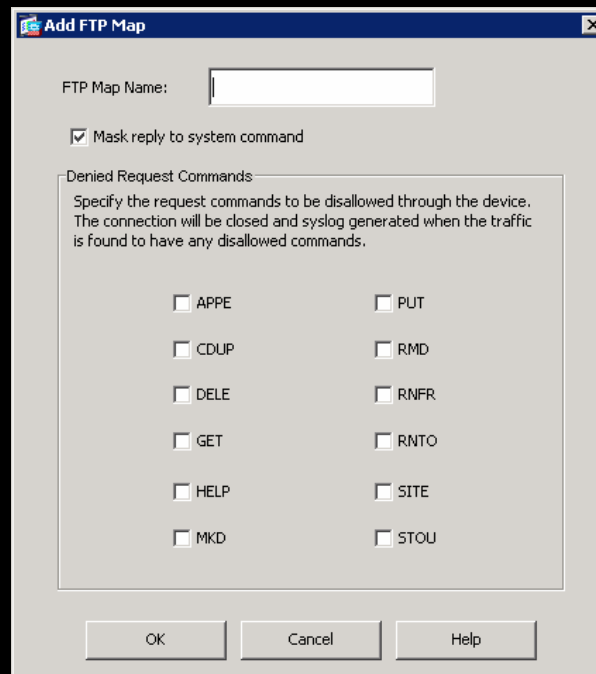 Add FTP Map
FTP Map Name:
Mask reply to system command
Denied Request Commands
Specify the request commands to be disallowed through the device.
The connection will be closed and syslog generated when the traffic
is found to have any disallowed commands.
APPE
PUT
CDUP
RMD
DELE
RNFR
GET
RNTO
HELP
SITE
MKD
STOU
OK
Cancel
Help